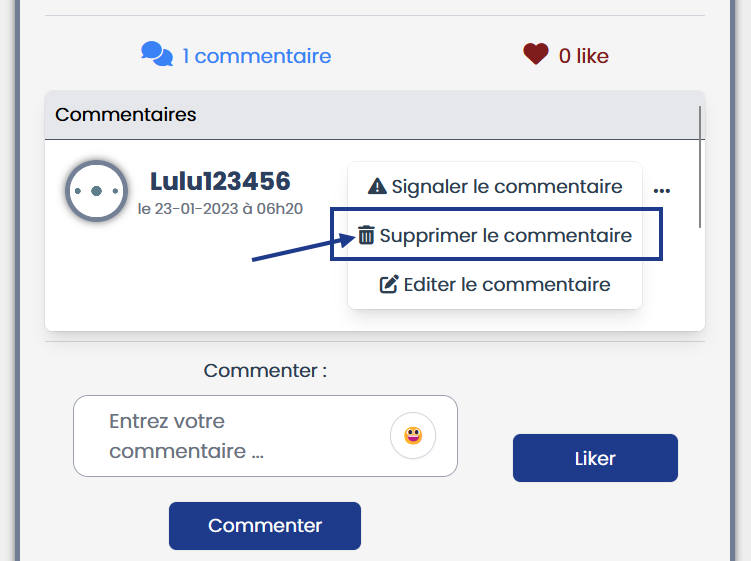 1 commentaire
0 like
Commentaires
Lulu123456
le 23-01-2023 à 06h20
Signaler le commentaire
Supprimer le commentaire
Editer le commentaire
Commenter :
Entrez votre
commentaire ...
Liker
Commenter